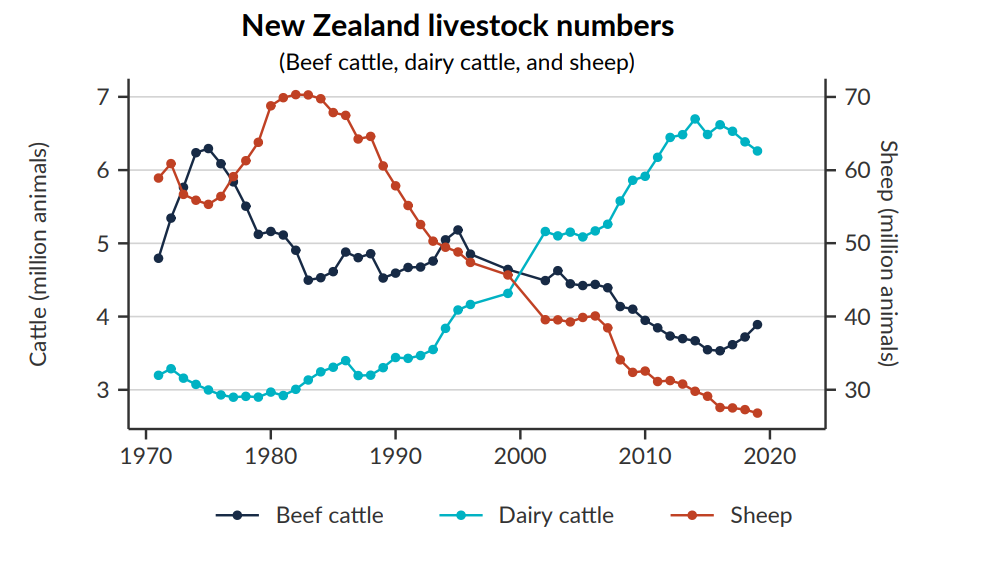 New Zealand livestock numbers
(Beef cattle, dairy cattle, and sheep)
Cattle (million animals)
7
6
5
4
3
70
60
50
40
30
Sheep (million animals)
1970 1980 1990 2000 2010 2020
Beef cattle Dairy cattle Sheep